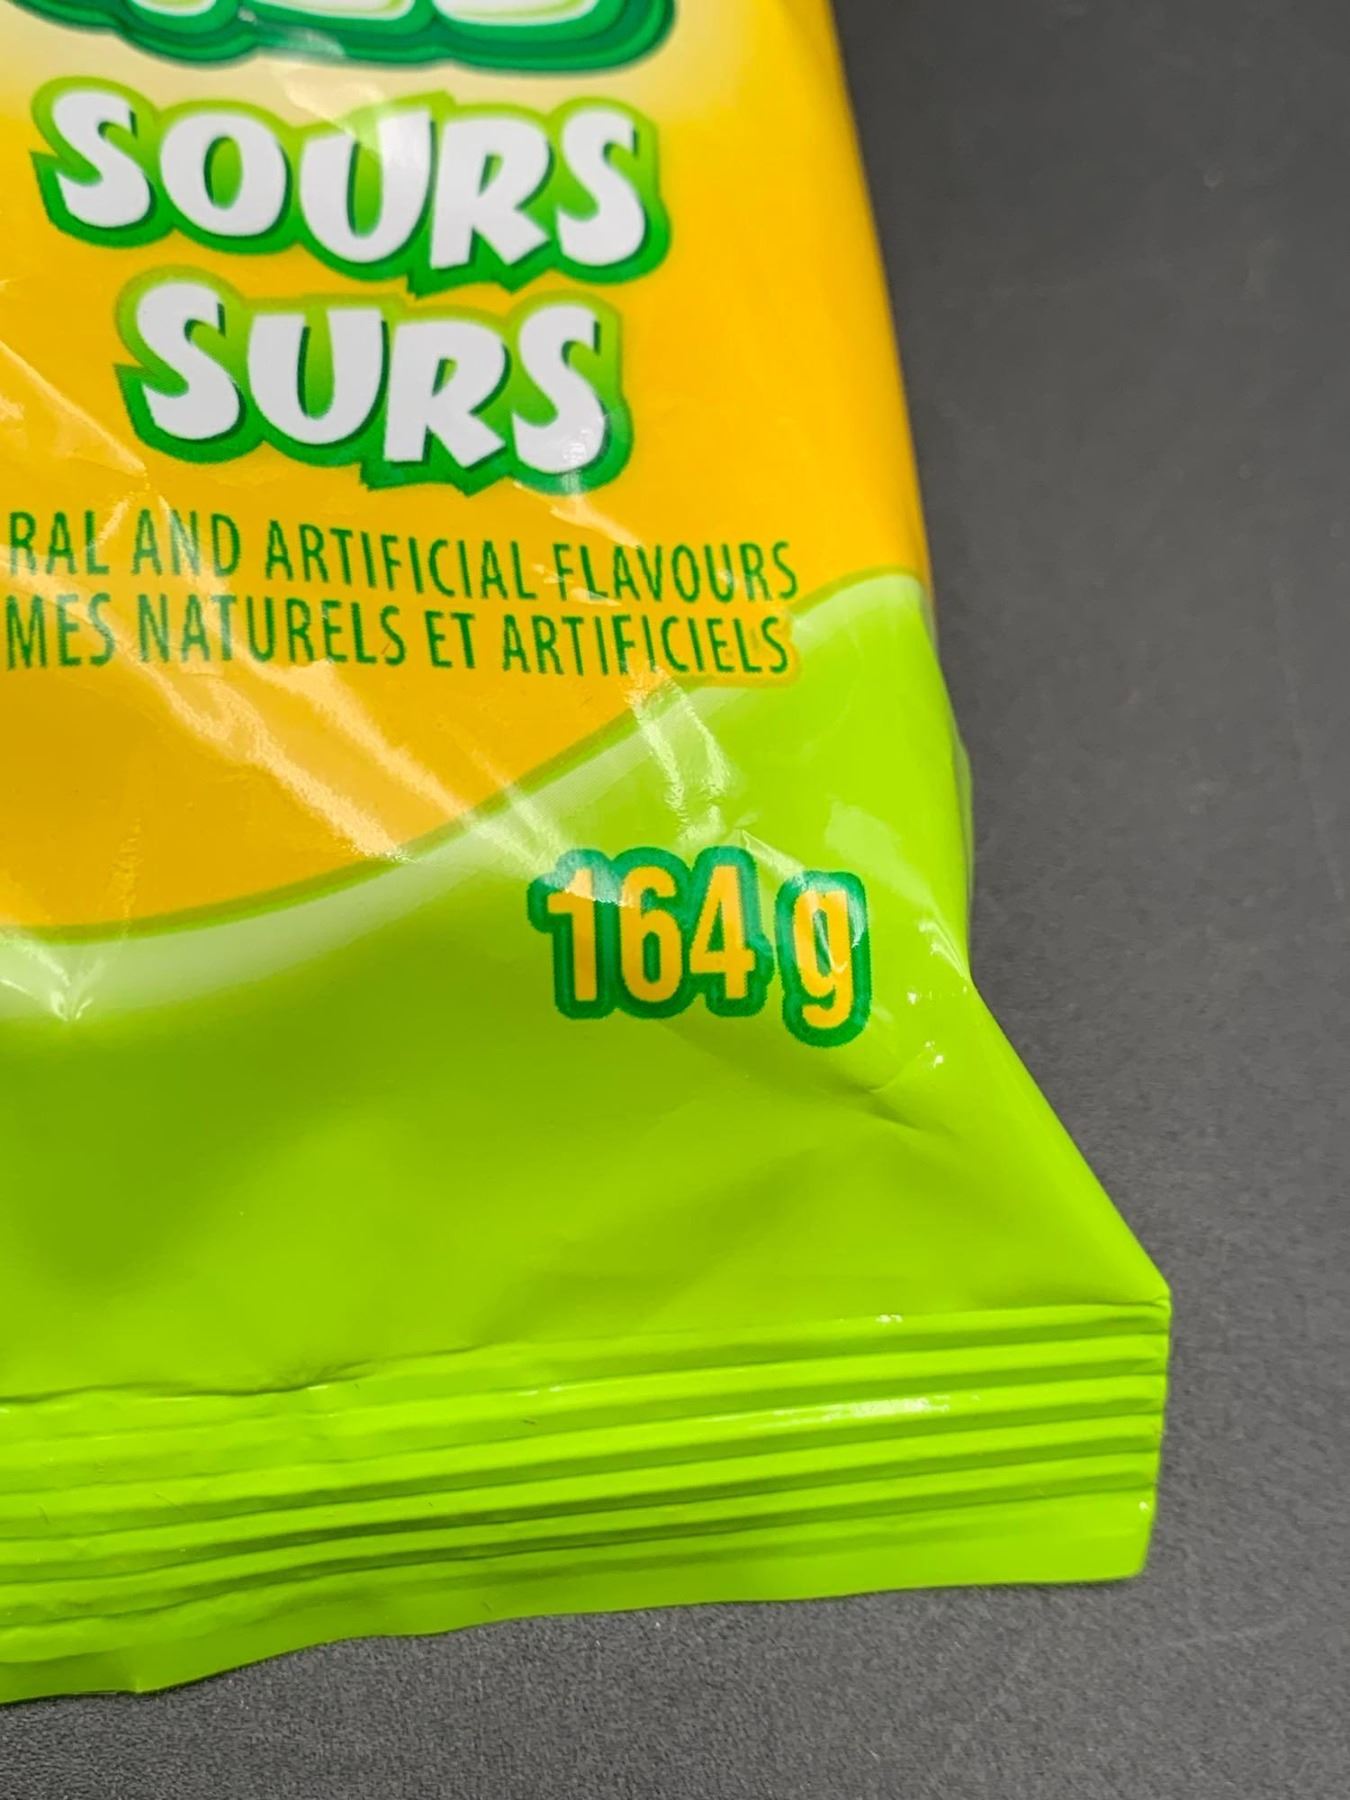 SOURS
SURS
RAL AND ARTIFICIAL FLAVOURS
MES NATURELS ET ARTIFICIELS
164 g